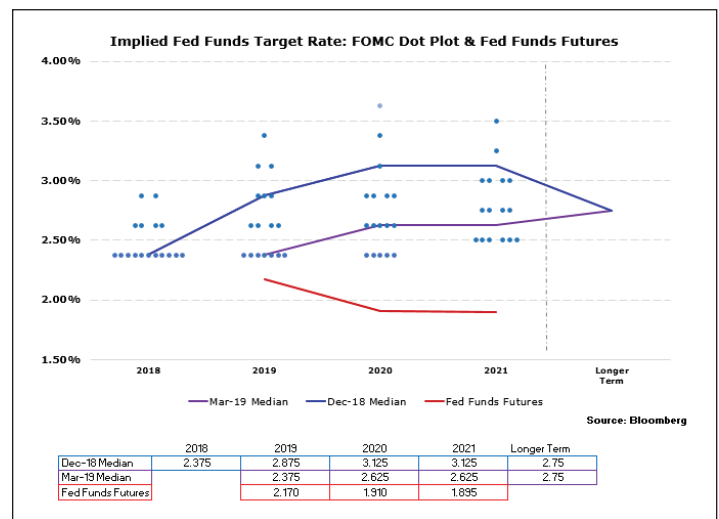 Implied Fed Funds Target Rate: FOMC Dot Plot & Fed Funds Futures
4.00%
3.50%
3.00%
2.50%
2.00%
1.50%
2018 2019 2020 2021 Longer
Term
Mar-19 Median Dec-18 Median Fed Funds Futures
Source: Bloomberg
2018 2019 2020 2021 Longer Term
Dec-18 Median 2.375 2.875 3.125 3.125 2.75
Mar-19 Median 2.375 2.625 2.625 2.75
Fed Funds Futures 2.170 1.910 1.895